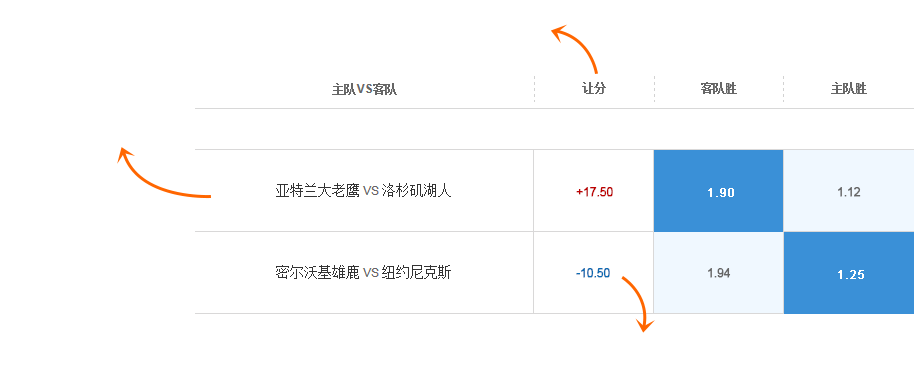 主队VS客队 让分 客队胜 主队胜
亚特兰大老鹰 VS 洛杉矶湖人 +17.50 1.90 1.12
密尔沃基雄鹿 VS 纽约尼克斯 -10.50 1.94 1.25